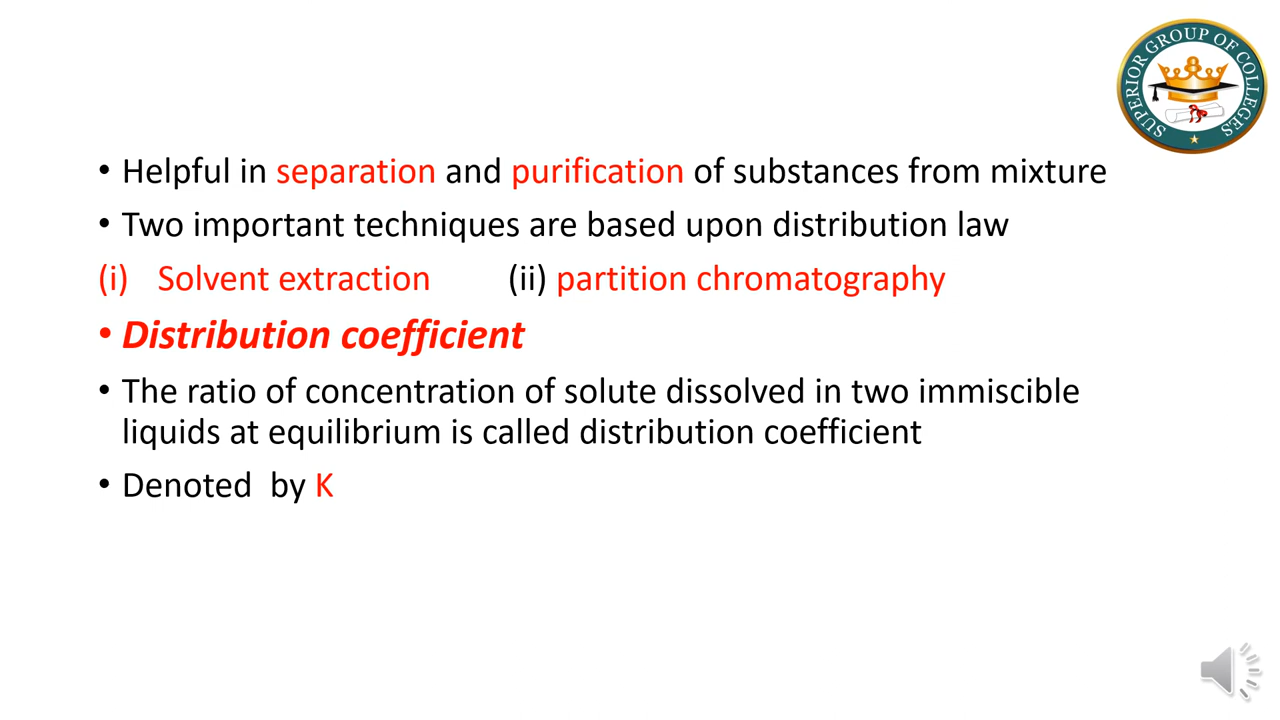 SUPERIOR GROUP OF COLLEGES
• Helpful in separation and purification of substances from mixture
• Two important techniques are based upon distribution law
(i) Solvent extraction (ii) partition chromatography
• Distribution coefficient
• The ratio of concentration of solute dissolved in two immiscible
liquids at equilibrium is called distribution coefficient
• Denoted by K